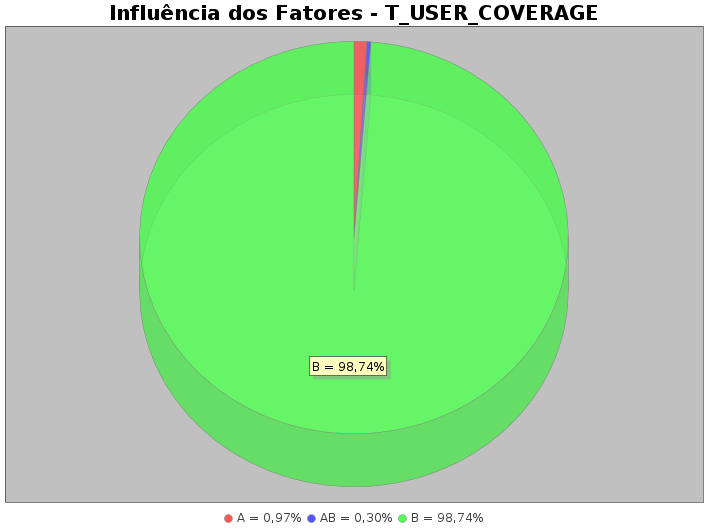 Influência dos Fatores - T_USER_COVERAGE
B = 98,74%
A = 0,97% AB = 0,30% B = 98,74%